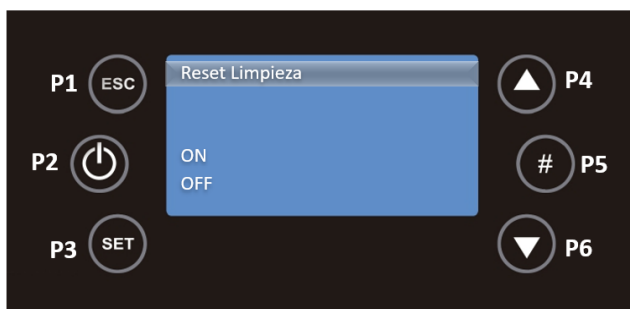 Reset Limpieza
P1 ESC
P4
P2
ON
# P5
OFF
P3 SET
P6